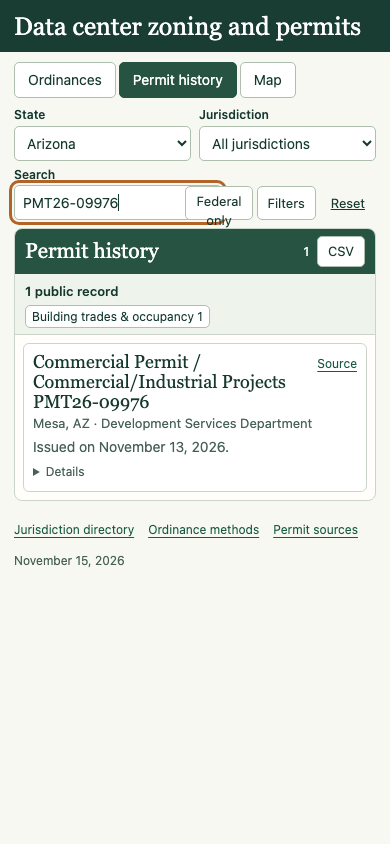 Data center zoning and permits
Ordinances
Permit history
Map
State
Jurisdiction
Arizona
All jurisdictions
Search
PMT26-09976
Federal
only
Filters
Reset
Permit history
1
CSV
1 public record
Building trades & occupancy 1
Commercial Permit /
Commercial/Industrial Projects
PMT26-09976
Source
Mesa, AZ · Development Services Department
Issued on November 13, 2026.
Details
Jurisdiction directory
Ordinance methods
Permit sources
November 15, 2026